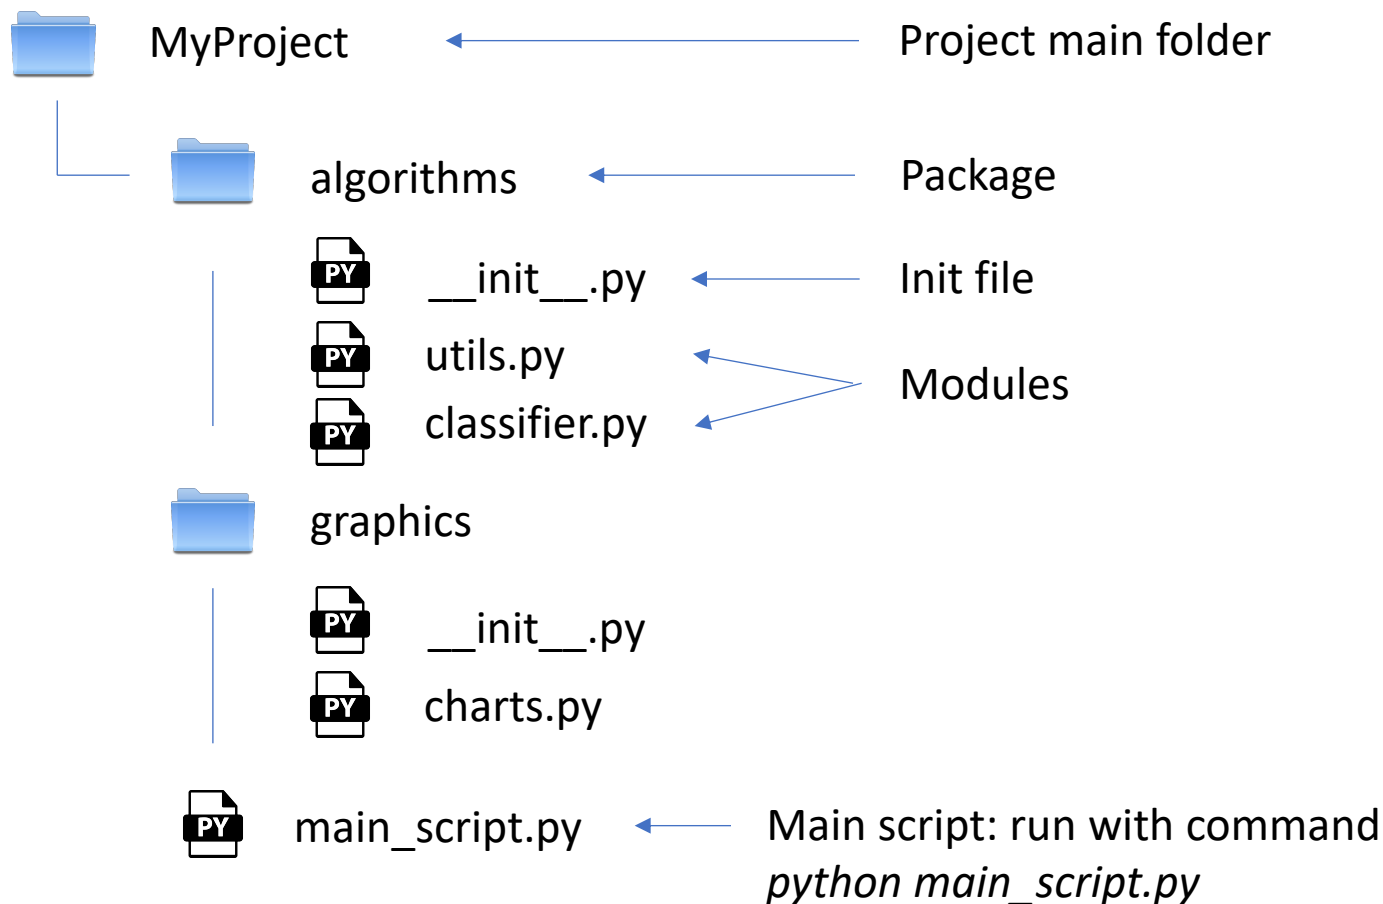 MyProject
Project main folder
algorithms
Package
PY
__init__.py
Init file
PY
utils.py
Modules
PY
classifier.py
graphics
PY
__init__.py
PY
charts.py
PY
main_script.py
Main script: run with command
python main_script.py